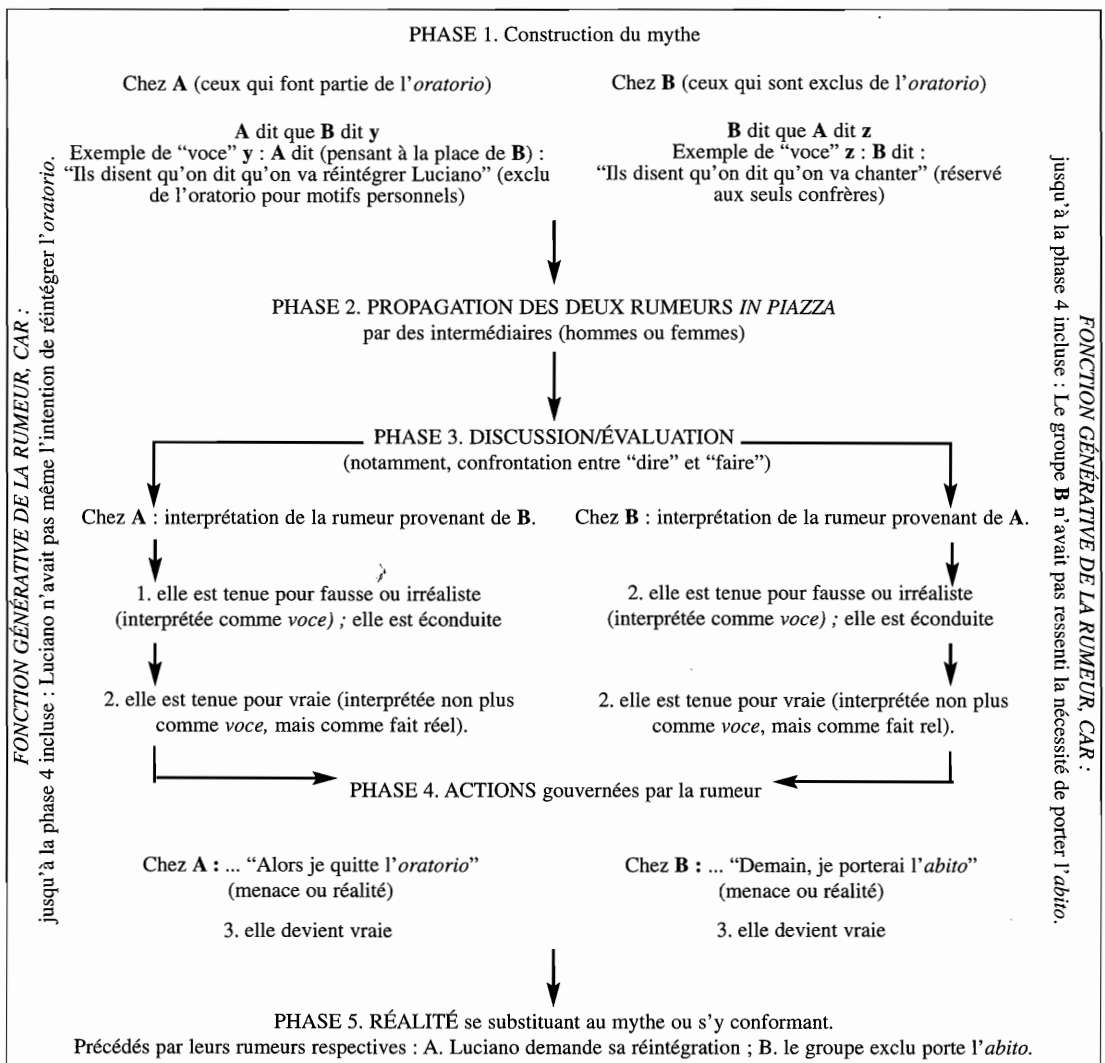 PHASE 1. Construction du mythe
Chez A (ceux qui font partie de l'oratorio)
A dit que B dit y
Exemple de “voce” y : A dit (pensant à la place de B) :
“Ils disent qu'on dit qu'on va réintégrer Luciano” (exclu
de l'oratorio pour motifs personnels)
Chez B (ceux qui sont exclus de l'oratorio)
B dit que A dit z
Exemple de “voce” z : B dit :
“Ils disent qu'on dit qu'on va chanter” (réservé
aux seuls confrères)
PHASE 2. PROPAGATION DES DEUX RUMEURS IN PIAZZA
par des intermédiaires (hommes ou femmes)
PHASE 3. DISCUSSION/ÉVALUATION
(notamment, confrontation entre “dire” et “faire”)
Chez A : interprétation de la rumeur provenant de B.
1. elle est tenue pour fausse ou irréaliste
(interprétée comme voce) ; elle est éconduite
2. elle est tenue pour vraie (interprétée non plus
comme voce, mais comme fait réel).
Chez B : interprétation de la rumeur provenant de A.
2. elle est tenue pour fausse ou irréaliste
(interprétée comme voce) ; elle est éconduite
2. elle est tenue pour vraie (interprétée non plus
comme voce, mais comme fait rel).
PHASE 4. ACTIONS gouvernées par la rumeur
Chez A : ... “Alors je quitte l'oratorio”
(menace ou réalité)
3. elle devient vraie
Chez B : ... “Demain, je porterai l'abito”
(menace ou réalité)
3. elle devient vraie
PHASE 5. RÉALITÉ se substituant au mythe ou s'y conformant.
Précédés par leurs rumeurs respectives : A. Luciano demande sa réintégration ; B. le groupe exclu porte l'abito.
FONCTION GÉNÉRATIVE DE LA RUMEUR, CAR :
jusqu'à la phase 4 incluse : Luciano n'avait pas même l'intention de réintégrer l'oratorio.
FONCTION GÉNÉRATIVE DE LA RUMEUR, CAR :
jusqu'à la phase 4 incluse : Le groupe B n'avait pas ressenti la nécessité de porter l'abito.